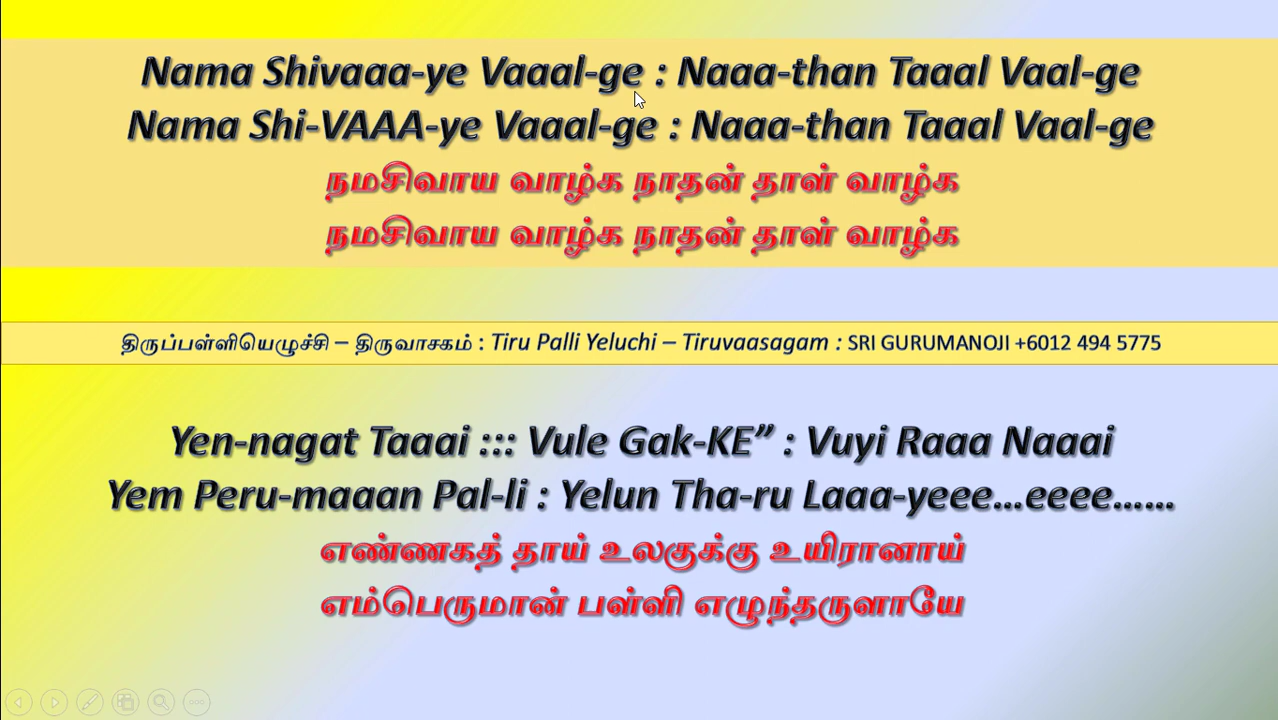 Nama Shivaaa-ye Vaaal-ge : Naaa-than Taaal Vaal-ge
Nama Shi-VAAA-ye Vaaal-ge : Naaa-than Taaal Vaal-ge
நமசிவாய வாழ்க நாதன் தாள் வாழ்க
நமசிவாய வாழ்க நாதன் தாள் வாழ்க
திருப்பள்ளியெழுச்சி – திருவாசகம் : Tiru Palli Yeluchi – Tiruvaasagam : SRI GURUMANOJI +6012 494 5775
Yen-nagat Taaai ::: Vule Gak-KE” : Vuyi Raaa Naaai
Yem Peru-maaan Pal-li : Yelun Tha-ru Laaa-yeee...eeee......
எண்ணகத் தாய் உலகுக்கு உயிரானாய்
எம்பெருமான் பள்ளி எழுந்தருளாயே